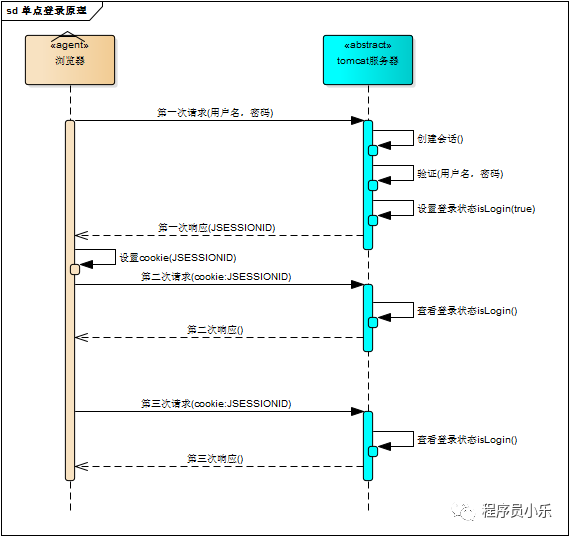 sd 单点登录原理
«agent»
浏览器
«abstract»
tomcat服务器
第一次请求(用户名，密码)
创建会话()
验证(用户名，密码)
设置登录状态isLogin(true)
第一次响应(JSESSIONID)
设置cookie(JSESSIONID)
第二次请求(cookie:JSESSIONID)
查看登录状态isLogin()
第二次响应()
第三次请求(cookie:JSESSIONID)
查看登录状态isLogin()
第三次响应()
程序员小乐